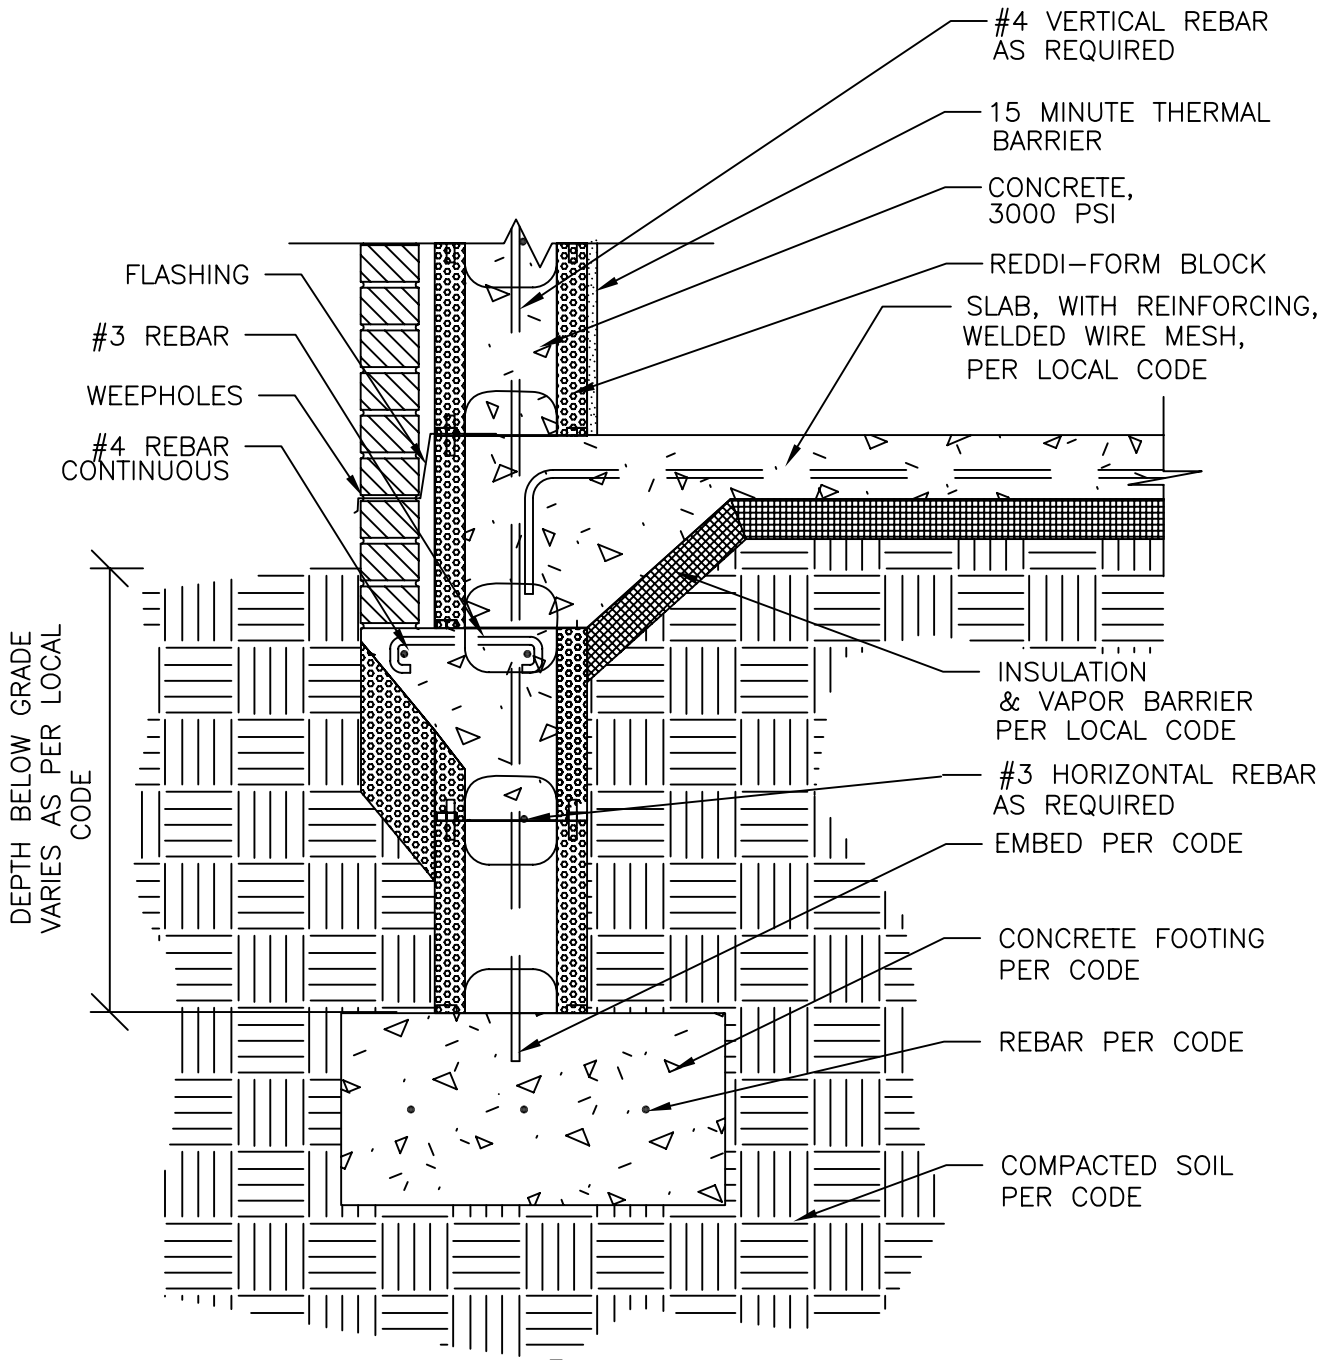 #4 VERTICAL REBAR
AS REQUIRED
15 MINUTE THERMAL
BARRIER
CONCRETE,
3000 PSI
REDDI-FORM BLOCK
SLAB, WITH REINFORCING,
WELDED WIRE MESH,
PER LOCAL CODE
FLASHING
#3 REBAR
WEEPHOLES
#4 REBAR
CONTINUOUS
DEPTH BELOW GRADE
VARIES AS PER LOCAL
CODE
INSULATION
& VAPOR BARRIER
PER LOCAL CODE
#3 HORIZONTAL REBAR
AS REQUIRED
EMBED PER CODE
CONCRETE FOOTING
PER CODE
REBAR PER CODE
COMPACTED SOIL
PER CODE